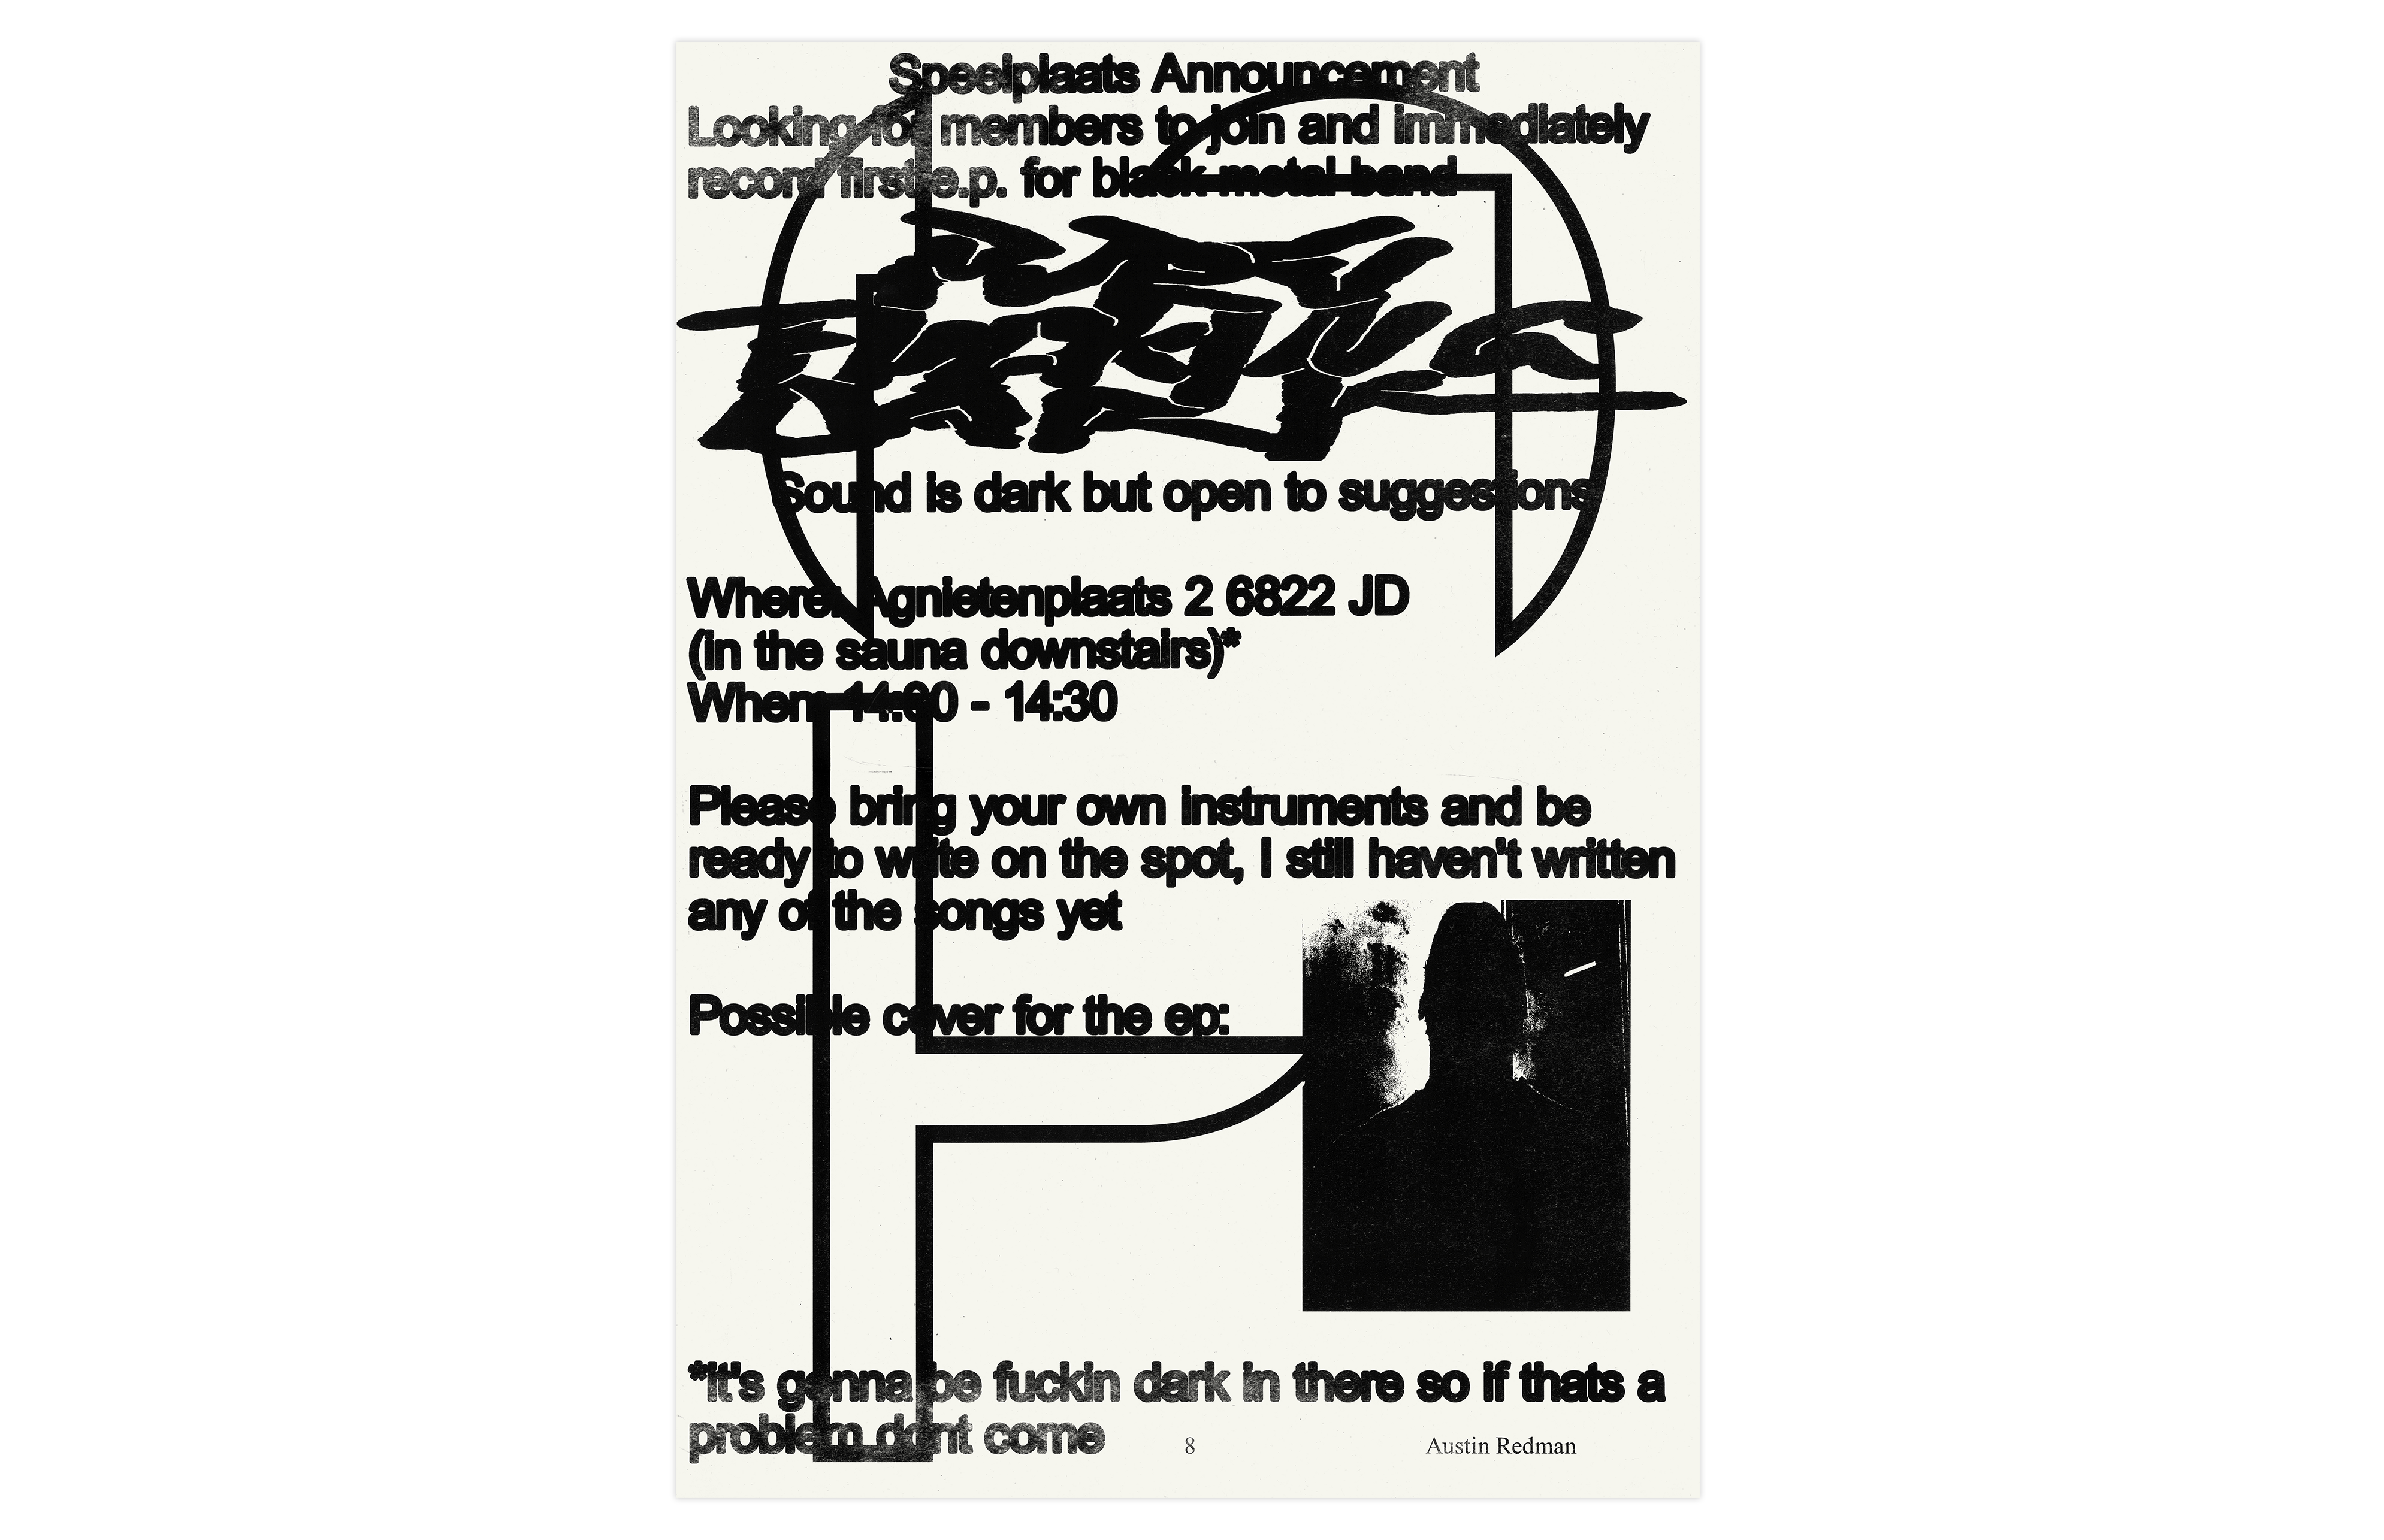 Speelplaats Announcement
Looking for members to join and immediately
record first e.p. for black metal band
Sound is dark but open to suggestions
Where: Agnietenplaats 2 6822 JD
(in the sauna downstairs)*
When: 14:00 - 14:30
Please bring your own instruments and be
ready to write on the spot, I still haven't written
any of the songs yet
Possible cover for the ep:
*It's gonna be fuckin dark in there so if thats a
problem dont come
8
Austin Redman